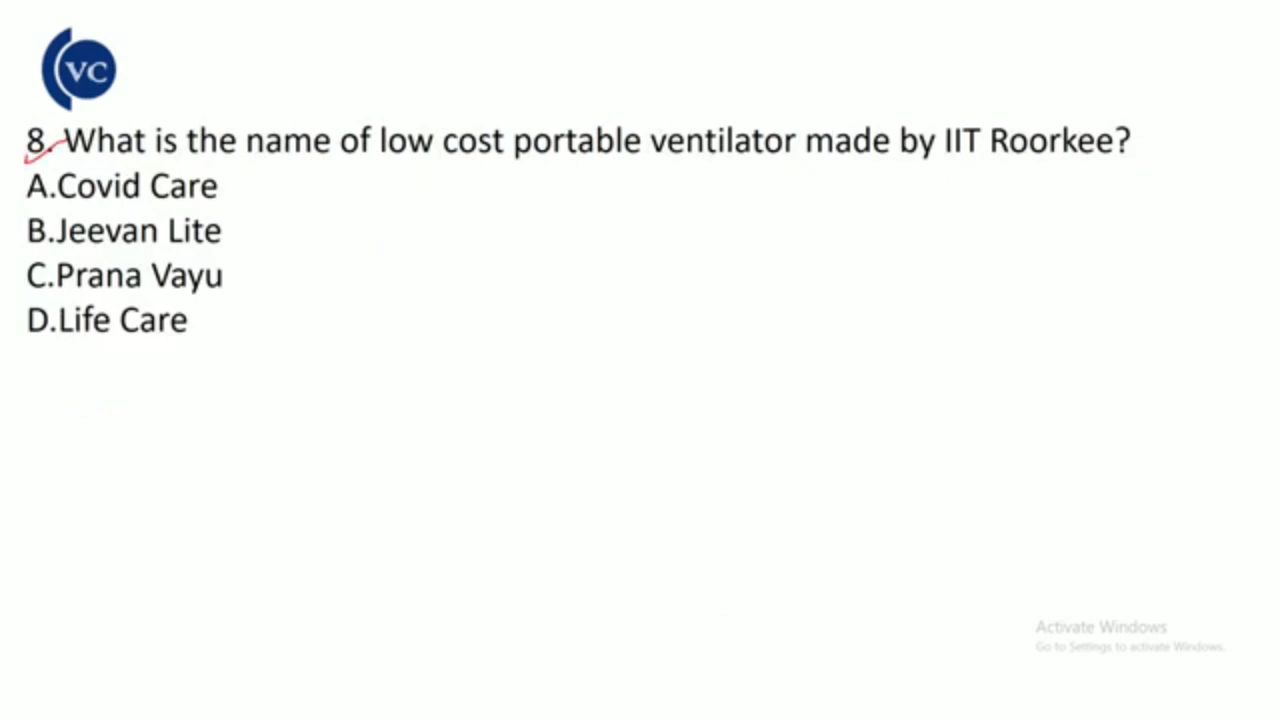 VC
8. What is the name of low cost portable ventilator made by IIT Roorkee?
A.Covid Care
B.Jeevan Lite
C.Prana Vayu
D.Life Care
Activate Windows
Go to Settings to activate Windows.